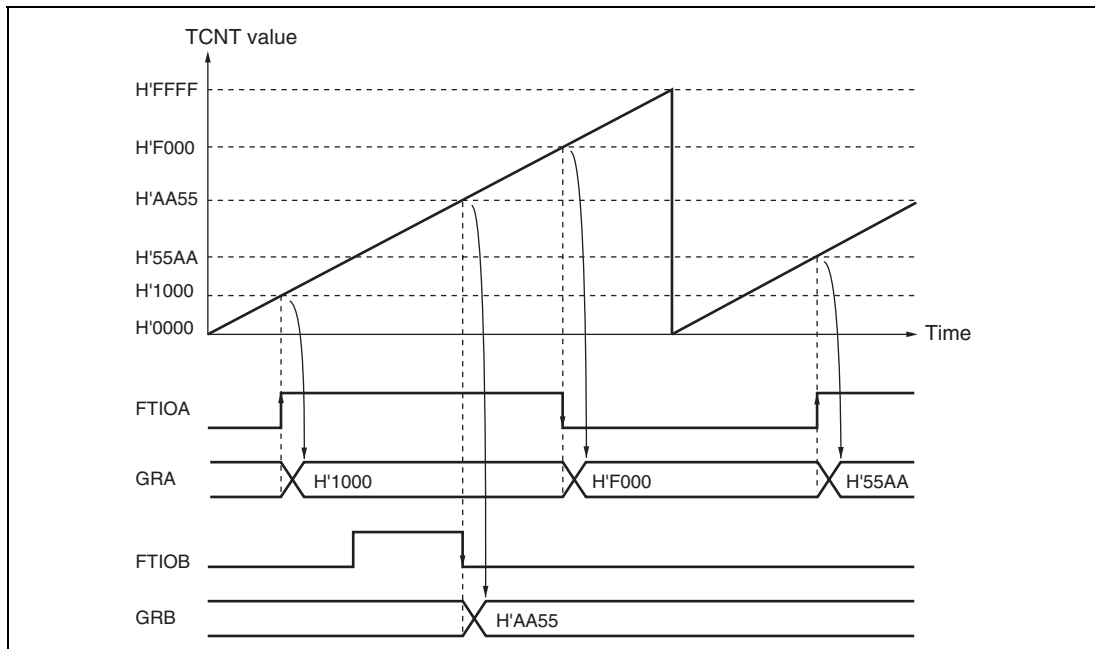 TCNT value
H'FFFF
H'F000
H'AA55
H'55AA
H'1000
H'0000
Time
FTIOA
GRA
H'1000
H'F000
H'55AA
FTIOB
GRB
H'AA55